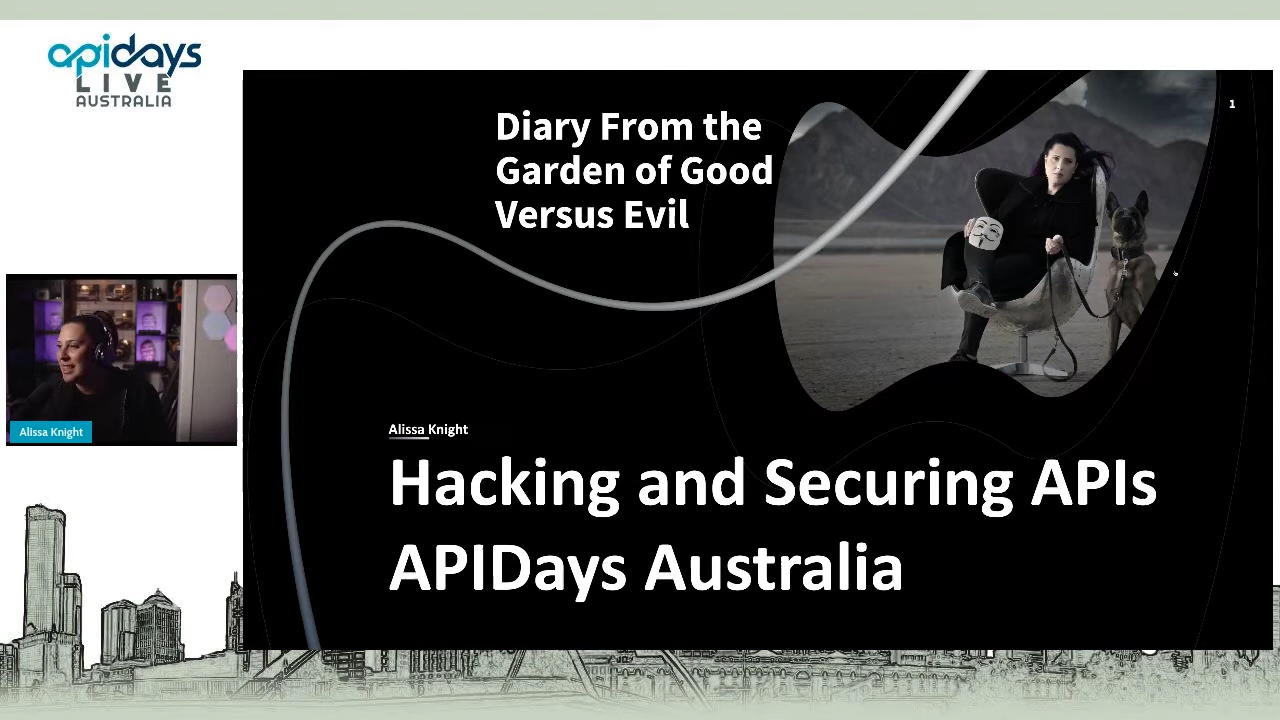 apidays
LIVE
AUSTRALIA
Diary From the
Garden of Good
Versus Evil
1
Alissa Knight
Alissa Knight
Hacking and Securing APIs
APIDays Australia